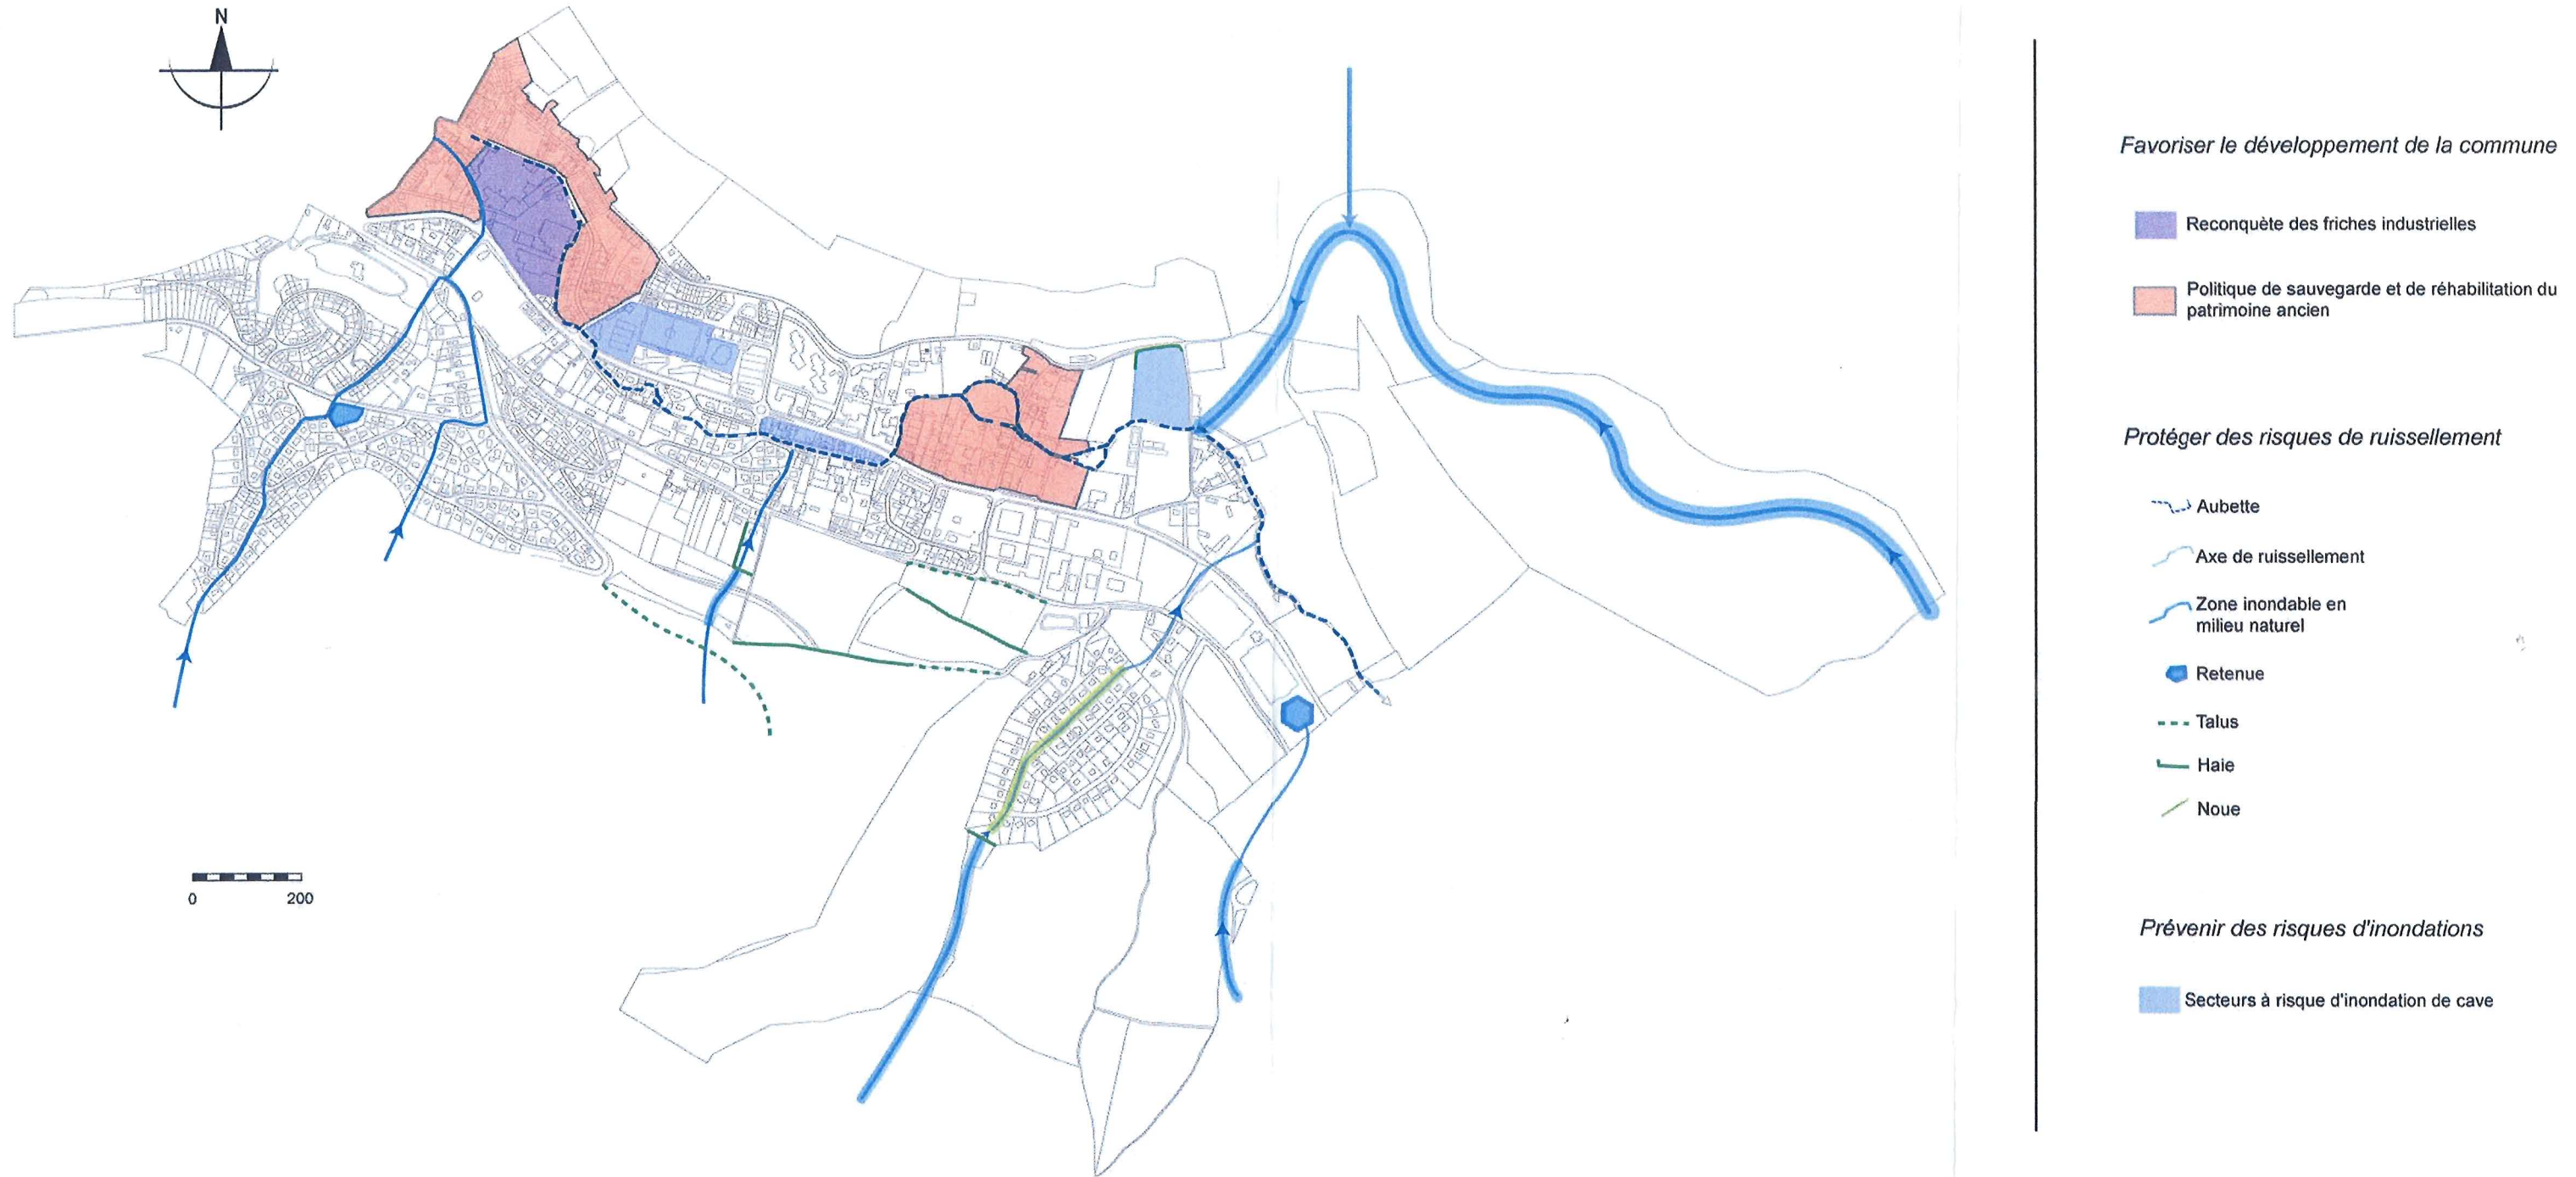 N
0 200
Favoriser le développement de la commune
Reconquète des friches industrielles
Politique de sauvegarde et de réhabilitation du
patrimoine ancien
Protéger des risques de ruissellement
Aubette
Axe de ruissellement
Zone inondable en
milieu naturel
Retenue
Talus
Haie
Noue
Prévenir des risques d'inondations
Secteurs à risque d'inondation de cave